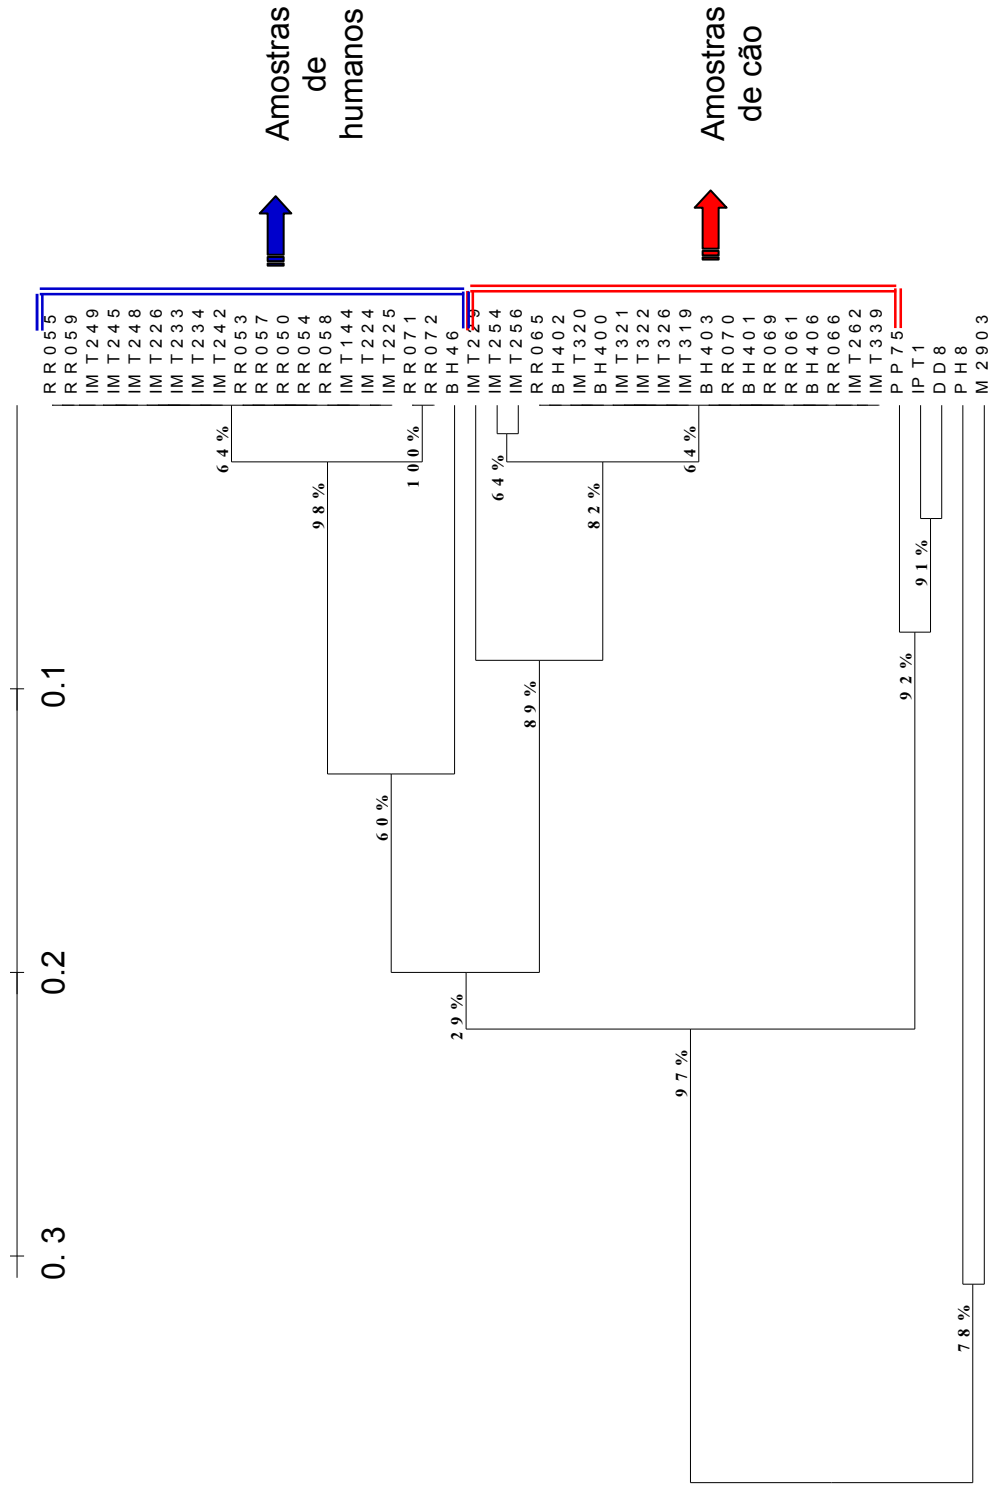 Amostras
de
humanos
Amostras
de cão
RR055
RR059
IMT249
IMT245
IMT248
IMT226
IMT233
IMT234
IMT242
RR053
RR057
RR050
RR054
RR058
IMT144
IMT224
IMT225
RR071
RR072
BH46
IMT229
IMT254
IMT256
RR065
BH402
IMT320
BH400
IMT321
IMT322
IMT326
IMT319
BH403
RR070
BH401
RR069
RR061
BH406
RR066
IMT262
IMT339
PP75
IPT1
DD8
PH8
M2903
64%
100%
98%
64%
64%
82%
91%
92%
89%
60%
29%
97%
78%
0.1
0.2
0.3